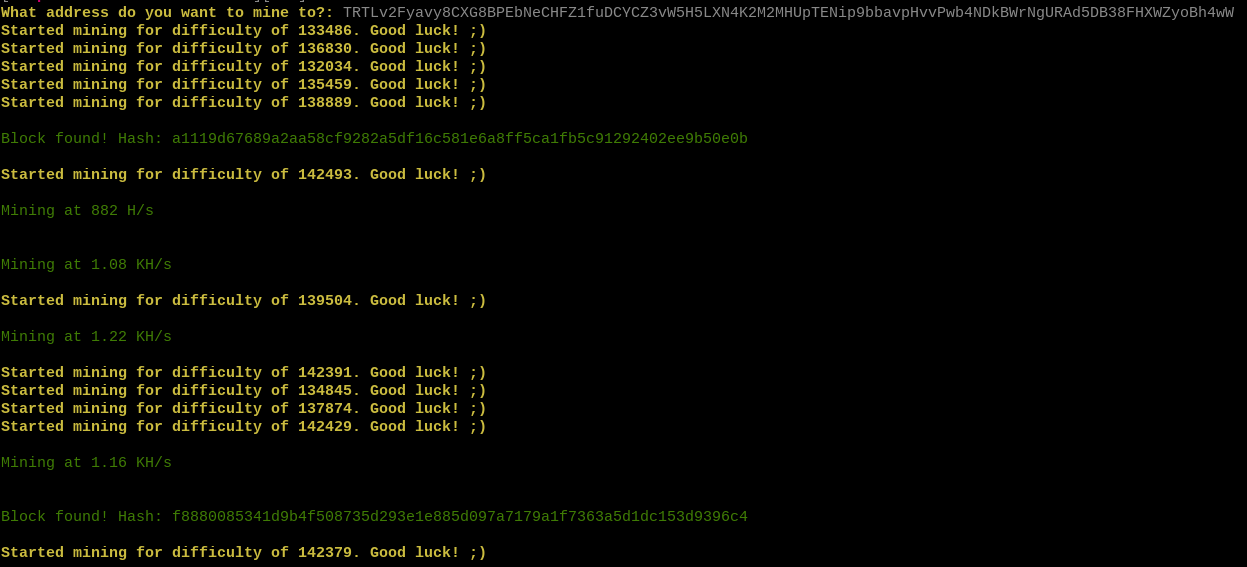 What address do you want to mine to?: TRTLv2Fyavy8CXG8BPEbNeCHFZ1fuDCYCZ3vW5H5LXN4K2M2MHUpTENip9bbavpHvvPwb4NDkBWrNgURAd5DB38FHXWZyoBh4wW
Started mining for difficulty of 133486. Good luck! ;)
Started mining for difficulty of 136830. Good luck! ;)
Started mining for difficulty of 132034. Good luck! ;)
Started mining for difficulty of 135459. Good luck! ;)
Started mining for difficulty of 138889. Good luck! ;)
Block found! Hash: a1119d67689a2aa58cf9282a5df16c581e6a8ff5ca1fb5c91292402ee9b50e0b
Started mining for difficulty of 142493. Good luck! ;)
Mining at 882 H/s
Mining at 1.08 KH/s
Started mining for difficulty of 139504. Good luck! ;)
Mining at 1.22 KH/s
Started mining for difficulty of 142391. Good luck! ;)
Started mining for difficulty of 134845. Good luck! ;)
Started mining for difficulty of 137874. Good luck! ;)
Started mining for difficulty of 142429. Good luck! ;)
Mining at 1.16 KH/s
Block found! Hash: f8880085341d9b4f508735d293e1e885d097a7179a1f7363a5d1dc153d9396c4
Started mining for difficulty of 142379. Good luck! ;)